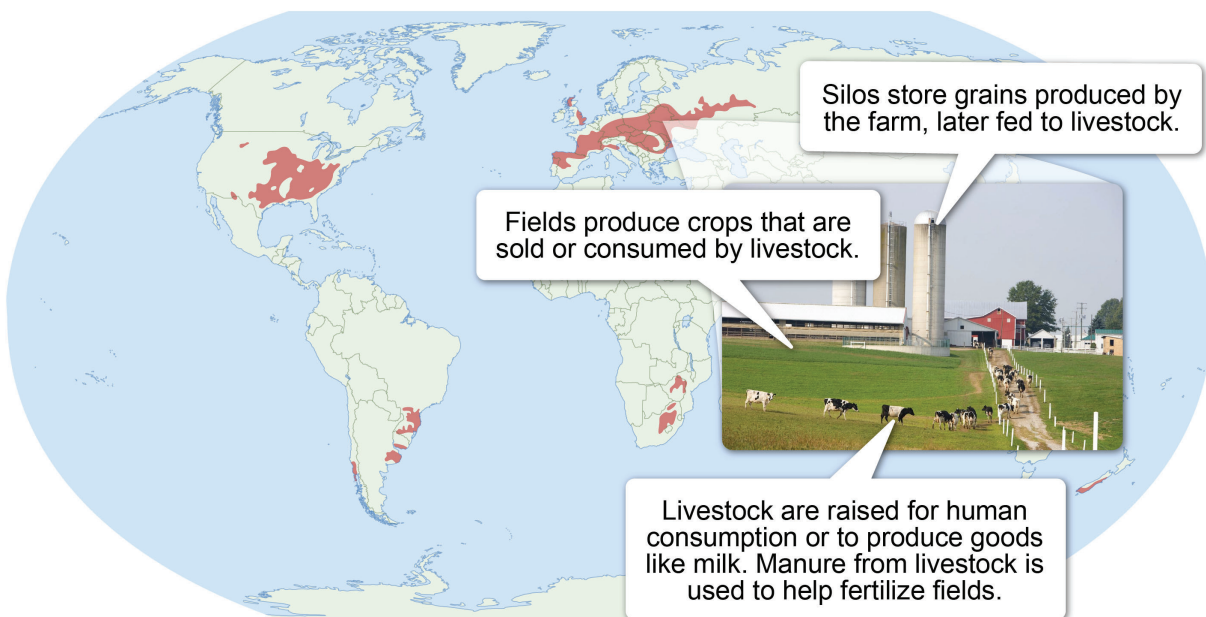 Silos store grains produced by
the farm, later fed to livestock.
Fields produce crops that are
sold or consumed by livestock.
Livestock are raised for human
consumption or to produce goods
like milk. Manure from livestock is
used to help fertilize fields.